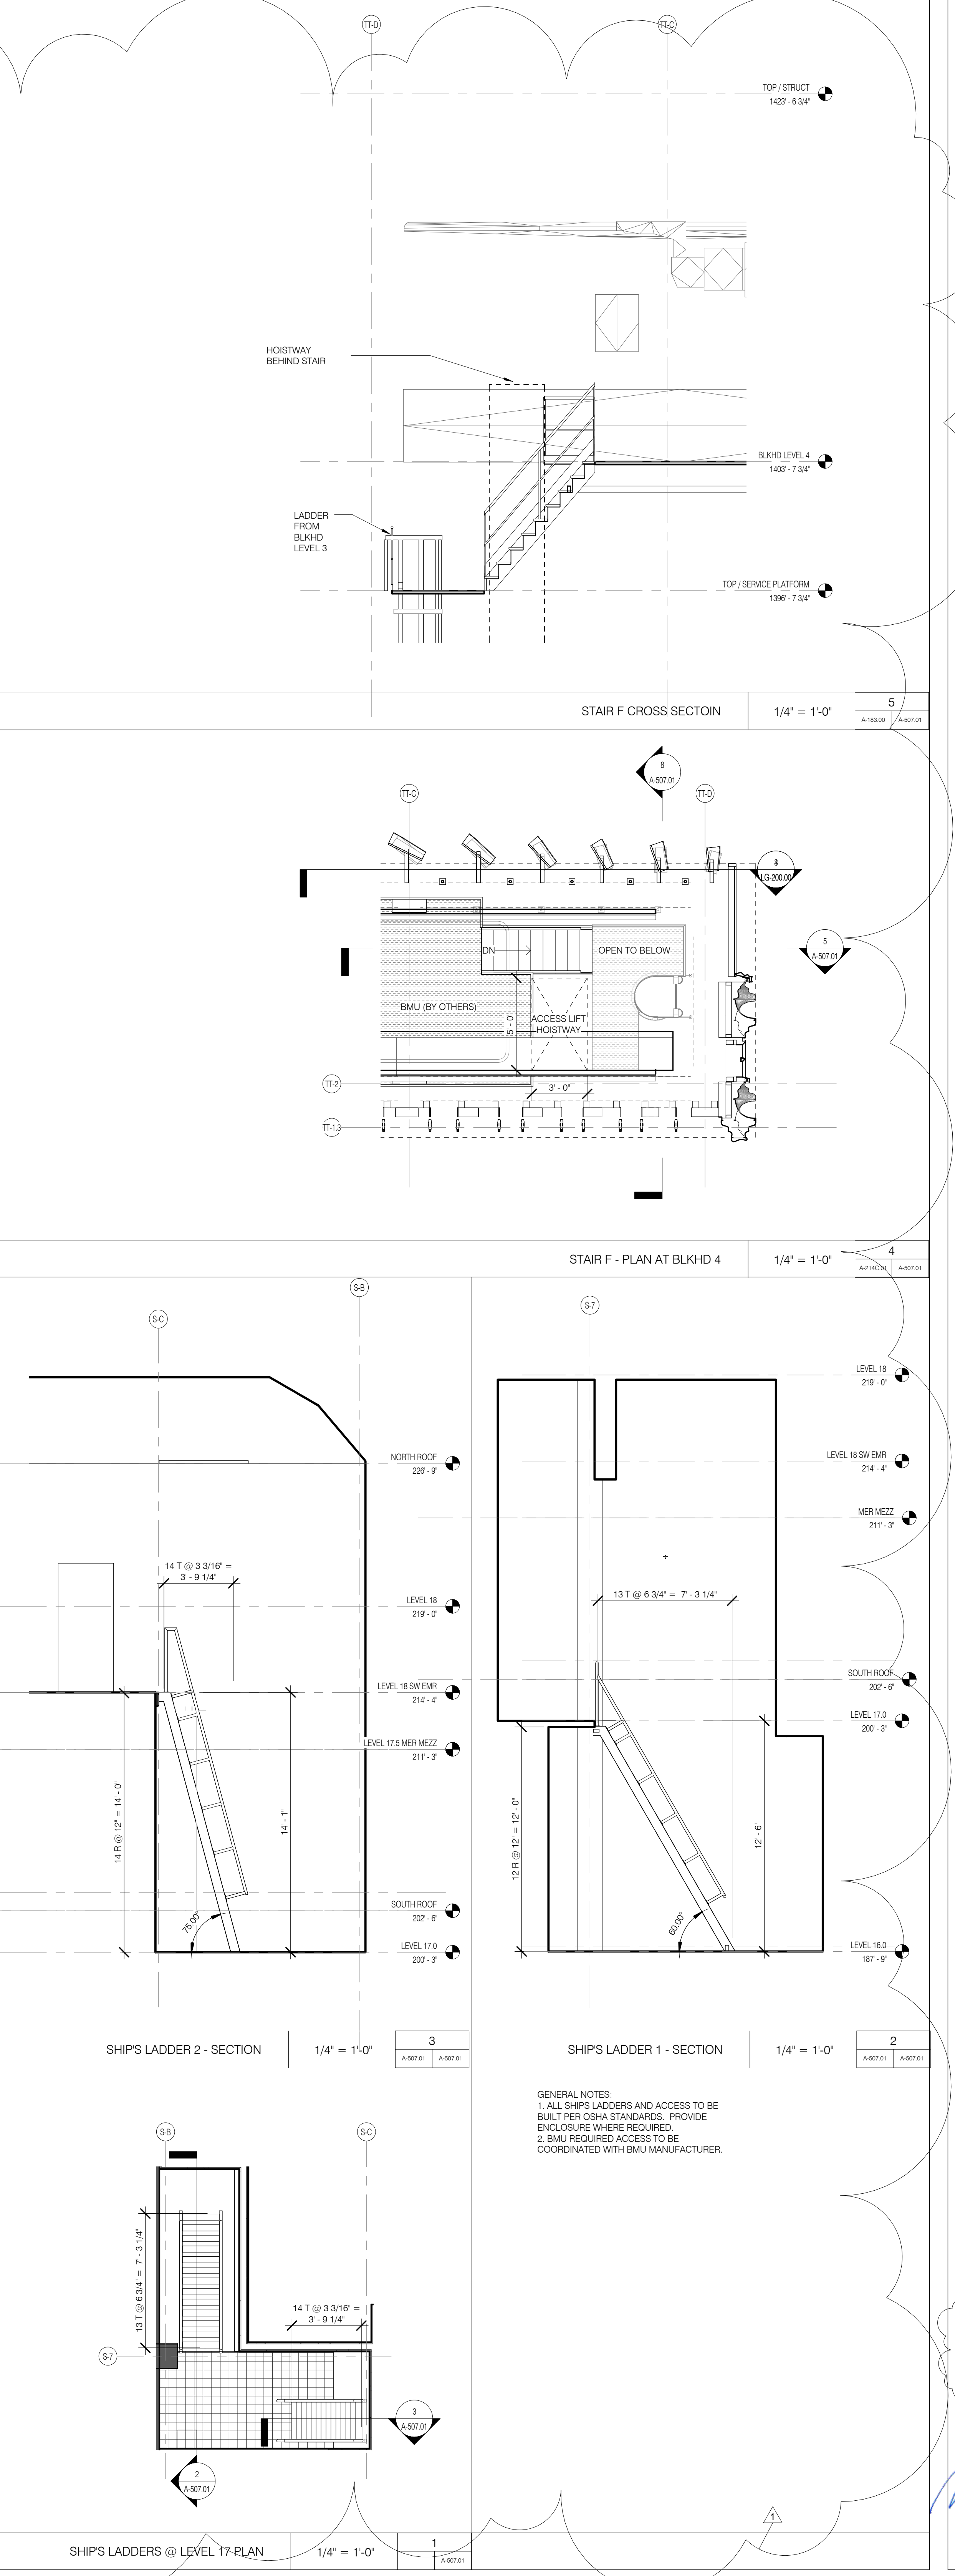 TT-D
TT-C
TOP / STRUCT
1423' - 6 3/4"
HOISTWAY
BEHIND STAIR
BLKHD LEVEL 4
1403' - 7 3/4"
LADDER
FROM
BLKHD
LEVEL 3
TOP / SERVICE PLATFORM
1396' - 7 3/4"
STAIR F CROSS SECTOIN
1/4" = 1'-0"
5
A-183.00
A-507.01
8
A-507.01
TT-C
TT-D
LG-200.00
5
A-507.01
DN
OPEN TO BELOW
BMU (BY OTHERS)
5' - 0"
ACCESS LIFT
HOISTWAY
TT-2
3' - 0"
TT-1.3
STAIR F - PLAN AT BLKHD 4
1/4" = 1'-0"
4
A-214C.01
A-507.01
S-C
S-B
NORTH ROOF
226' - 9"
14 T @ 3 3/16" =
3' - 9 1/4"
LEVEL 18
219' - 0"
LEVEL 18 SW EMR
214' - 4"
LEVEL 17.5 MER MEZZ
211' - 3"
14 R @ 12" = 14' - 0"
14' - 1"
75.00°
SOUTH ROOF
202' - 6"
LEVEL 17.0
200' - 3"
SHIP'S LADDER 2 - SECTION
1/4" = 1'-0"
3
A-507.01
A-507.01
S-7
LEVEL 18
219' - 0"
LEVEL 18 SW EMR
214' - 4"
MER MEZZ
211' - 3"
13 T @ 6 3/4" = 7' - 3 1/4"
SOUTH ROOF
202' - 6"
LEVEL 17.0
200' - 3"
12 R @ 12" = 12' - 0"
12' - 6"
60.00°
LEVEL 16.0
187' - 9"
SHIP'S LADDER 1 - SECTION
1/4" = 1'-0"
2
A-507.01
A-507.01
GENERAL NOTES:
1. ALL SHIPS LADDERS AND ACCESS TO BE
BUILT PER OSHA STANDARDS. PROVIDE
ENCLOSURE WHERE REQUIRED.
2. BMU REQUIRED ACCESS TO BE
COORDINATED WITH BMU MANUFACTURER.
S-B
S-C
13 T @ 6 3/4" = 7' - 3 1/4"
14 T @ 3 3/16" =
3' - 9 1/4"
S-7
3
A-507.01
2
A-507.01
1
SHIP'S LADDERS @ LEVEL 17 PLAN
1/4" = 1'-0"
1
A-507.01